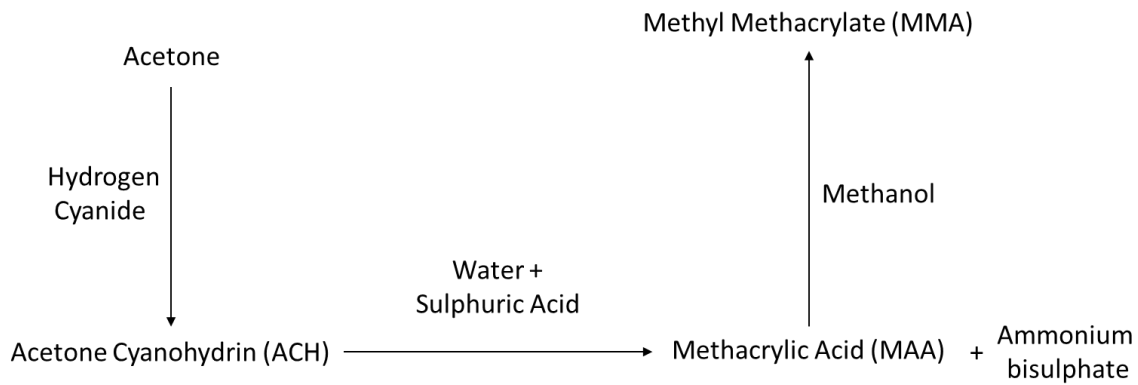 Methyl Methacrylate (MMA)
Acetone
Hydrogen
Cyanide
Methanol
Water +
Sulphuric Acid
Acetone Cyanohydrin (ACH)
Methacrylic Acid (MAA) +
Ammonium
bisulphate